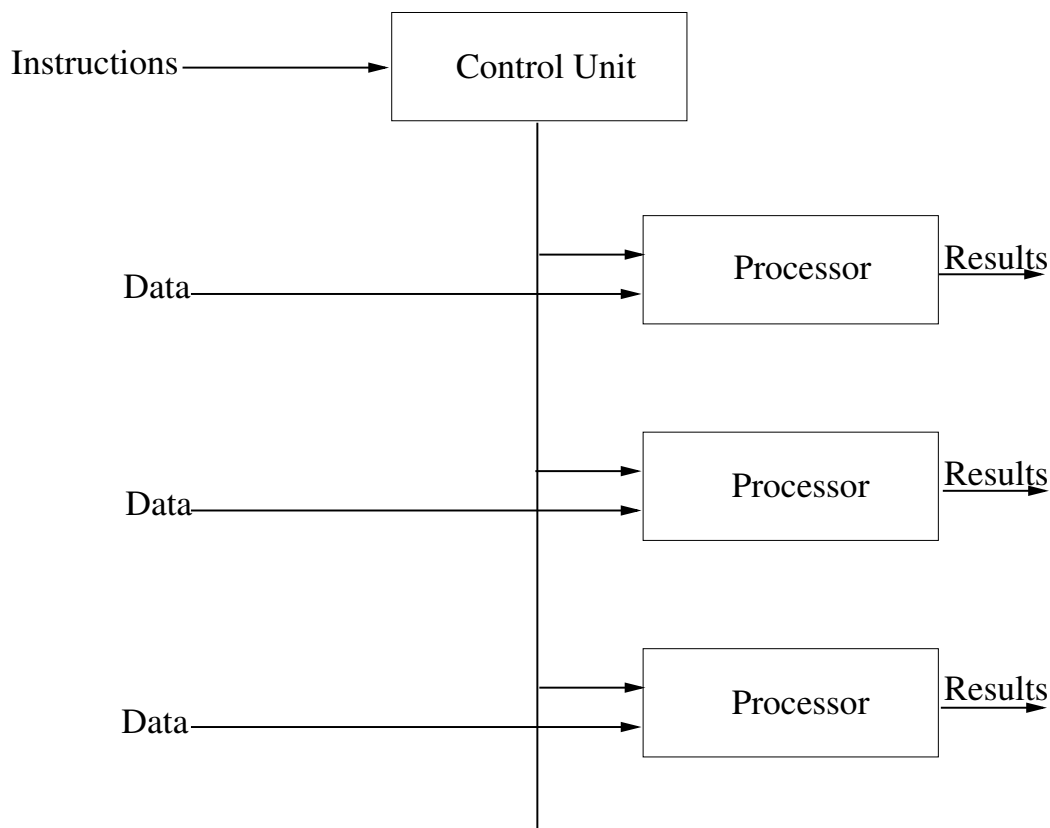 Instructions
Control Unit
Data
Processor
Results
Data
Processor
Results
Data
Processor
Results